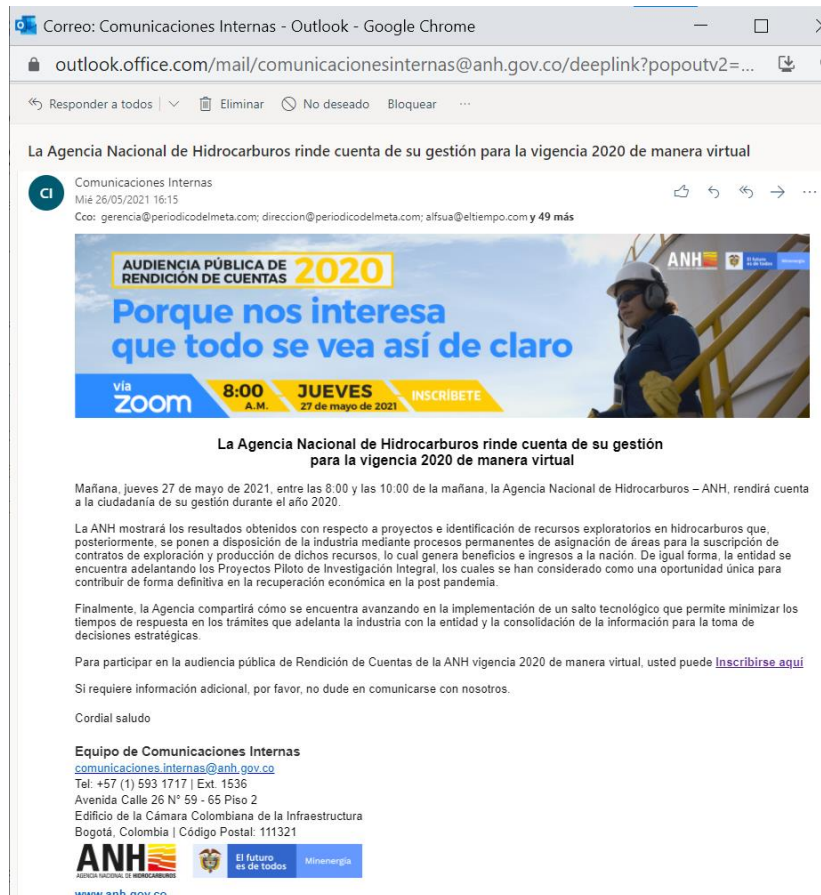 Correo: Comunicaciones Internas - Outlook - Google Chrome
outlook.office.com/mail/comunicacionesinternas@anh.gov.co/deeplink?popoutv2=...
Responder a todos
Eliminar
No deseado
Bloquear
La Agencia Nacional de Hidrocarburos rinde cuenta de su gestión para la vigencia 2020 de manera virtual
CI
Comunicaciones Internas
Mié 26/05/2021 16:15
Cco: gerencia@periodicodelmeta.com; direccion@periodicodelmeta.com; alfsua@eltiempo.com y 49 más
AUDIENCIA PÚBLICA DE
RENDICIÓN DE CUENTAS 2020
ANH
El futuro
es de todos
Porque nos interesa
que todo se vea así de claro
vía
zoom
8:00
A.M.
JUEVES
27 de mayo de 2021
INSCRÍBETE
La Agencia Nacional de Hidrocarburos rinde cuenta de su gestión
para la vigencia 2020 de manera virtual
Mañana, jueves 27 de mayo de 2021, entre las 8:00 y las 10:00 de la mañana, la Agencia Nacional de Hidrocarburos – ANH, rendirá cuenta
a la ciudadanía de su gestión durante el año 2020.
La ANH mostrará los resultados obtenidos con respecto a proyectos e identificación de recursos exploratorios en hidrocarburos que,
posteriormente, se ponen a disposición de la industria mediante procesos permanentes de asignación de áreas para la suscripción de
contratos de exploración y producción de dichos recursos, lo cual genera beneficios e ingresos a la nación. De igual forma, la entidad se
encuentra adelantando los Proyectos Piloto de Investigación Integral, los cuales se han considerado como una oportunidad única para
contribuir de forma definitiva en la recuperación económica en la post pandemia.
Finalmente, la Agencia compartirá cómo se encuentra avanzando en la implementación de un salto tecnológico que permite minimizar los
tiempos de respuesta en los trámites que adelanta la industria con la entidad y la consolidación de la información para la toma de
decisiones estratégicas.
Para participar en la audiencia pública de Rendición de Cuentas de la ANH vigencia 2020 de manera virtual, usted puede Inscribirse aquí
Si requiere información adicional, por favor, no dude en comunicarse con nosotros.
Cordial saludo
Equipo de Comunicaciones Internas
comunicaciones.internas@anh.gov.co
Tel: +57 (1) 593 1717 | Ext. 1536
Avenida Calle 26 N° 59 - 65 Piso 2
Edificio de la Cámara Colombiana de la Infraestructura
Bogotá, Colombia | Código Postal: 111321
ANH
AGENCIA NACIONAL DE HIDROCARBUROS
El futuro
es de todos
Minenergía
www.anh.gov.co